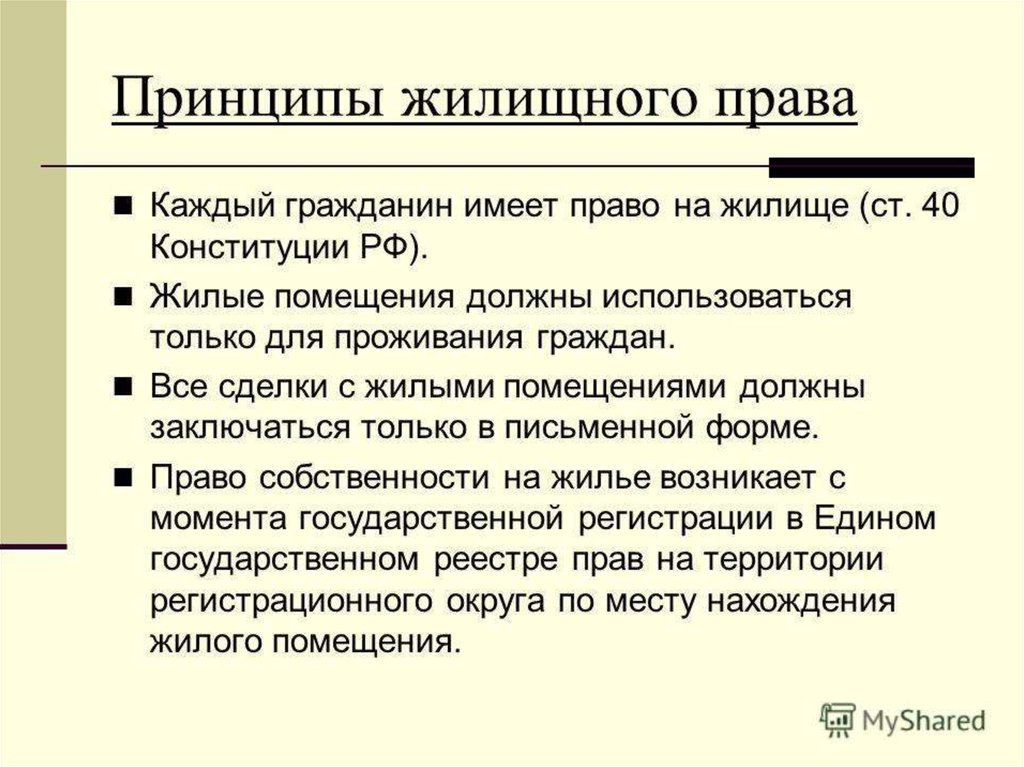 Принципы жилищного права
Каждый гражданин имеет право на жилище (ст. 40
Конституции РФ).
Жилые помещения должны использоваться
только для проживания граждан.
Все сделки с жилыми помещениями должны
заключаться только в письменной форме.
Право собственности на жилье возникает с
момента государственной регистрации в Едином
государственном реестре прав на территории
регистрационного округа по месту нахождения
жилого помещения.
MyShared